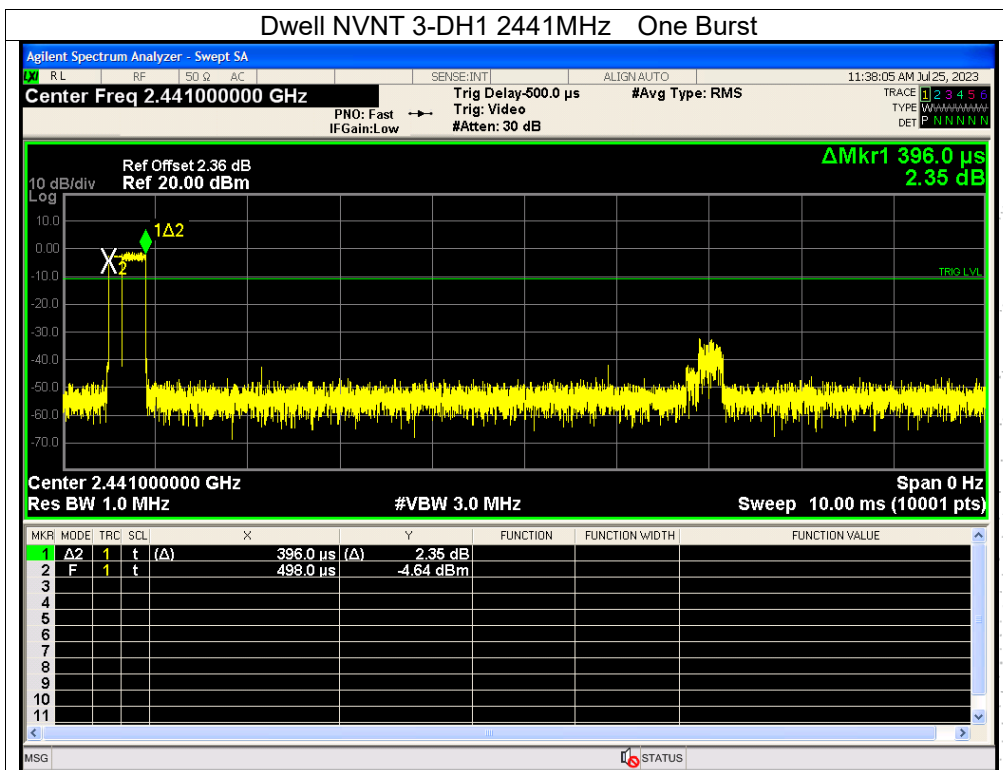 Dwell NVNT 3-DH1 2441MHz One Burst
Agilent Spectrum Analyzer - Swept SA
LXI RL RF 50 Ω AC SENSE:INT ALIGN AUTO 11:38:05 AM Jul 25, 2023
Center Freq 2.441000000 GHz Trig Delay-500.0 µs #Avg Type: RMS TRACE 1 2 3 4 5 6
PNO: Fast Trig: Video TYPE WWWWWWW
IFGain:Low #Atten: 30 dB DET P N N N N N
ΔMkr1 396.0 µs
2.35 dB
Ref Offset 2.36 dB
10 dB/div Ref 20.00 dBm
Log
10.0
1Δ2
0.00
X2
-10.0
TRIG LVL
-20.0
-30.0
-40.0
-50.0
-60.0
-70.0
Center 2.441000000 GHz Span 0 Hz
Res BW 1.0 MHz #VBW 3.0 MHz Sweep 10.00 ms (10001 pts)
MKR MODE TRC SCL X Y FUNCTION FUNCTION WIDTH FUNCTION VALUE
1 Δ2 1 t (Δ) 396.0 µs (Δ) 2.35 dB
2 F 1 t 498.0 µs -4.64 dBm
3
4
5
6
7
8
9
10
11
MSG STATUS